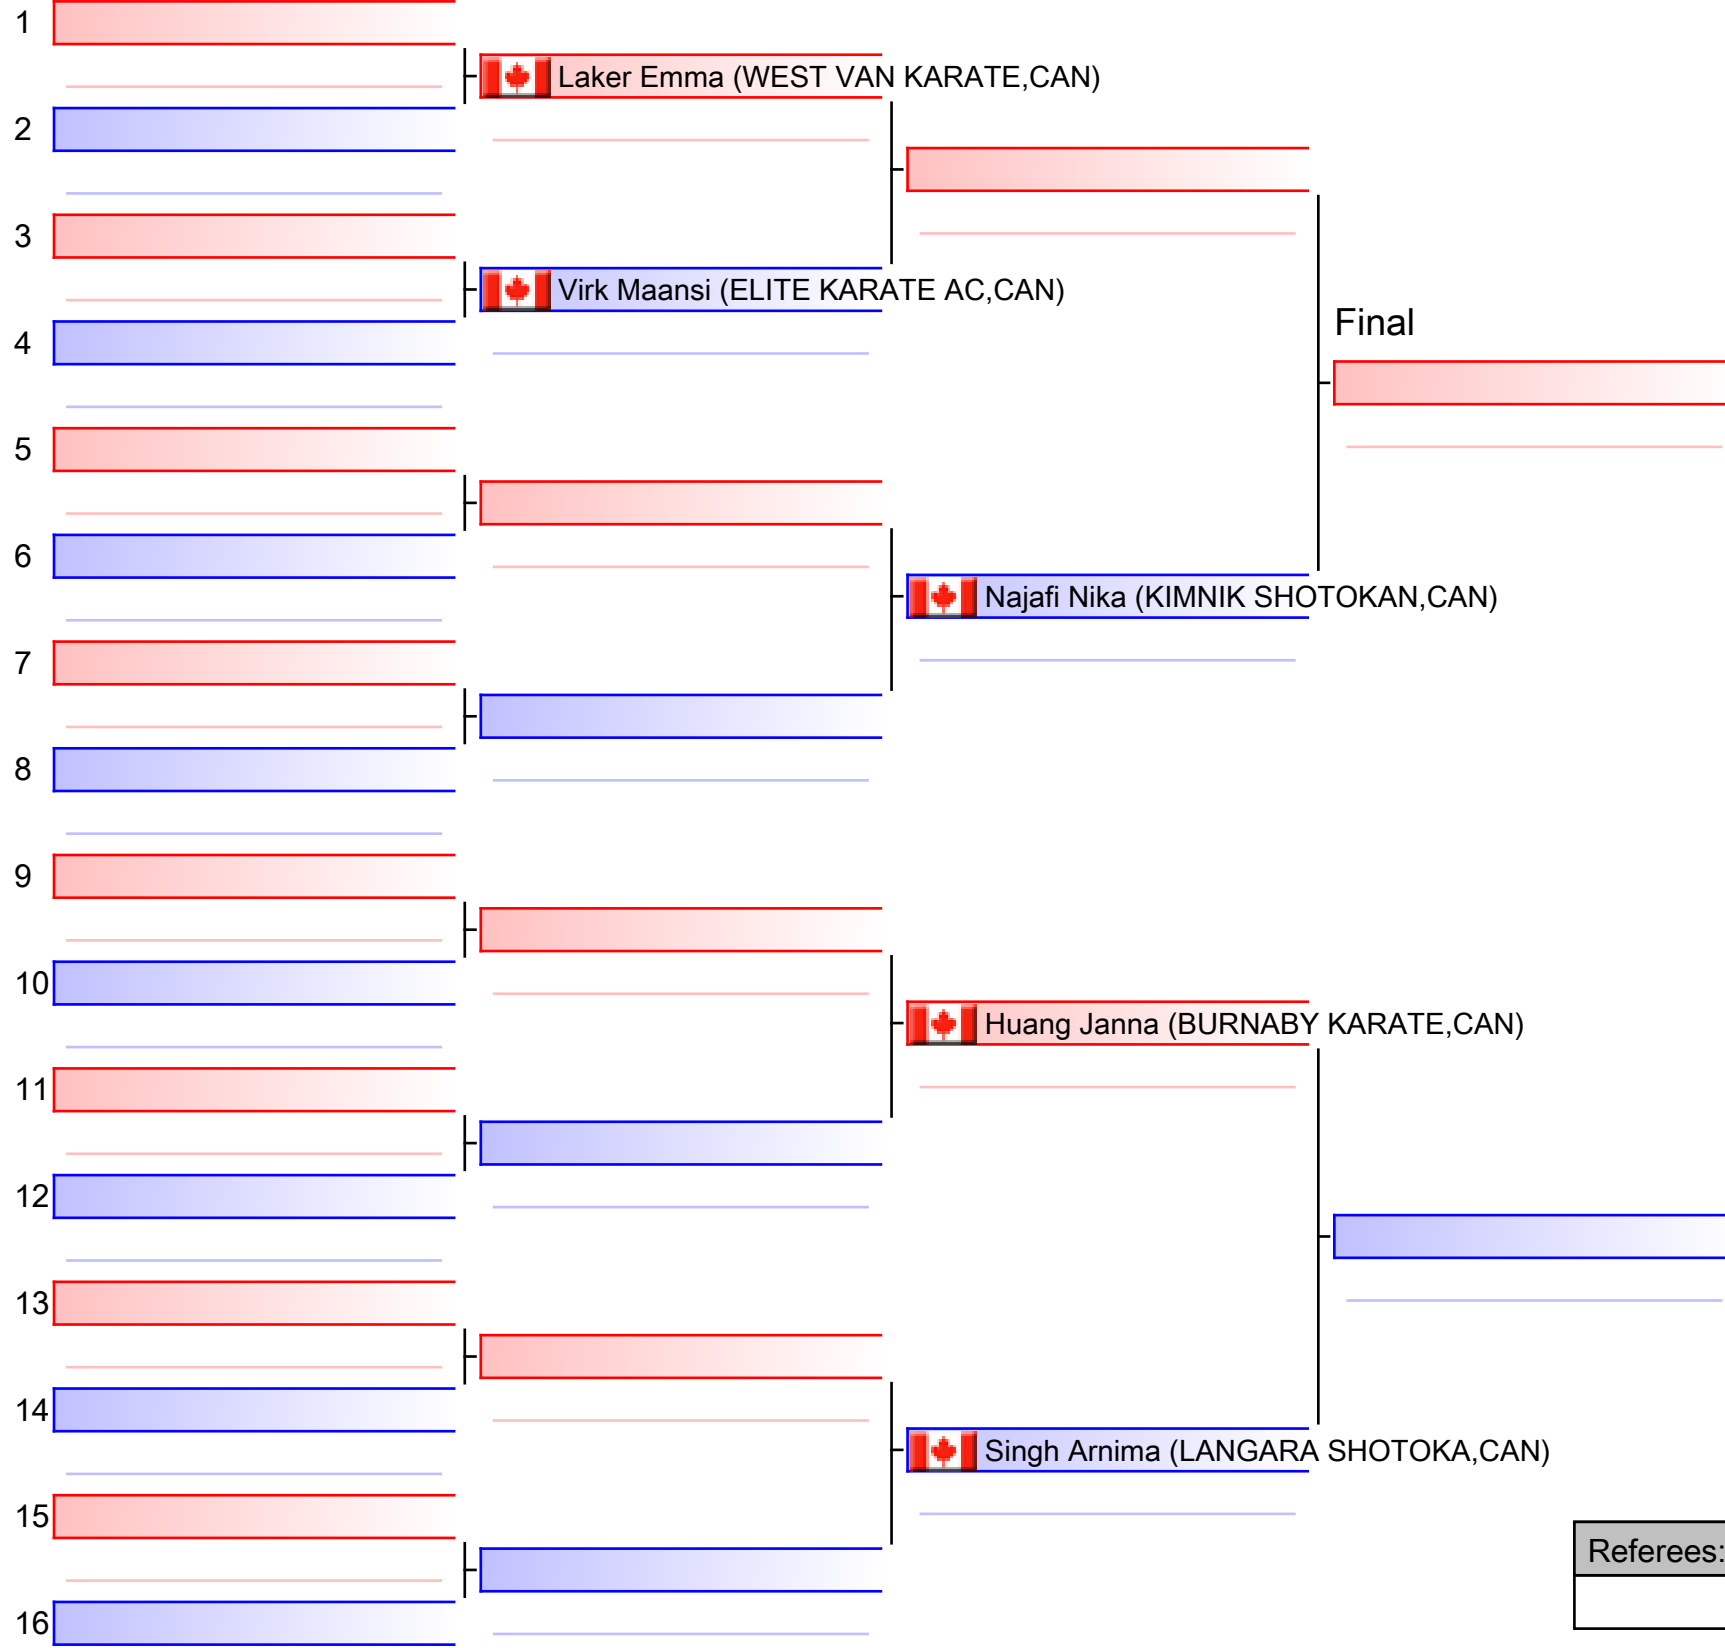 1
Laker Emma (WEST VAN KARATE,CAN)
2
3
Virk Maansi (ELITE KARATE AC,CAN)
4
Final
5
6
Najafi Nika (KIMNIK SHOTOKAN,CAN)
7
8
9
10
Huang Janna (BURNABY KARATE,CAN)
11
12
13
14
Singh Arnima (LANGARA SHOTOKA,CAN)
15
Referees:
16